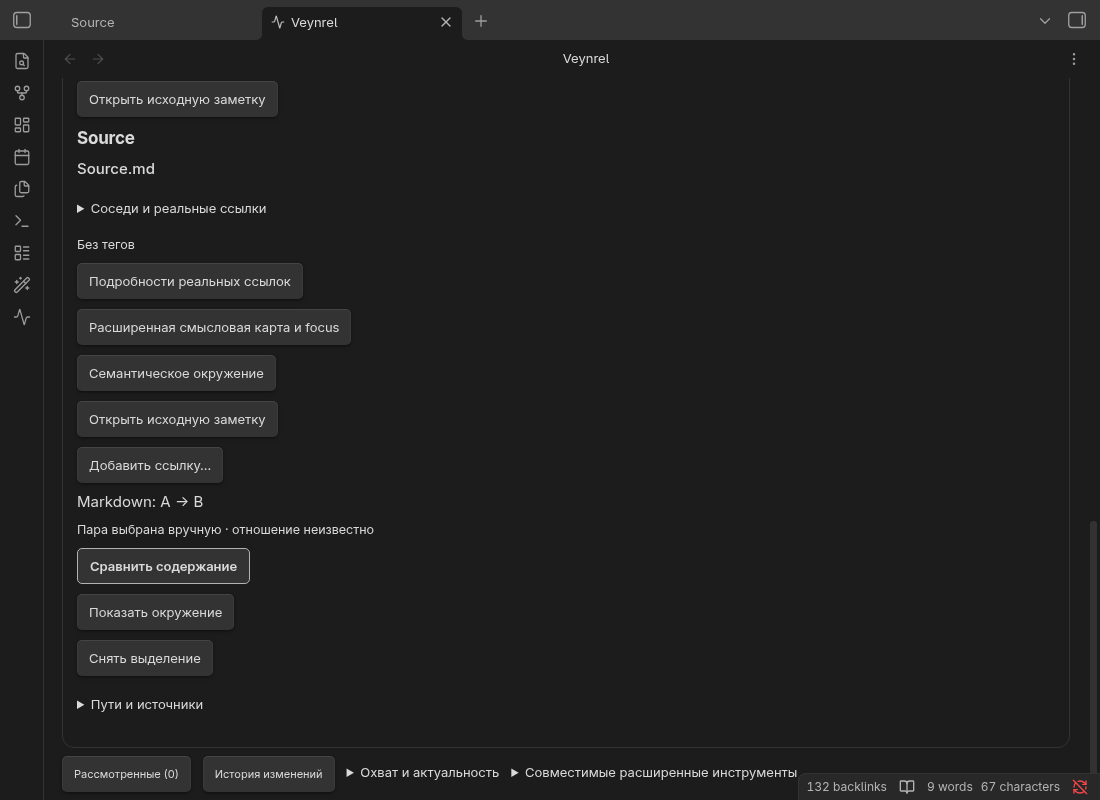 Source
Veynrel
Veynrel
Открыть исходную заметку
Source
Source.md
Соседи и реальные ссылки
Без тегов
Подробности реальных ссылок
Расширенная смысловая карта и focus
Семантическое окружение
Открыть исходную заметку
Добавить ссылку…
Markdown: A → B
Пара выбрана вручную · отношение неизвестно
Сравнить содержание
Показать окружение
Снять выделение
Пути и источники
Рассмотренные (0)
История изменений
Охват и актуальность
Совместимые расширенные инструменты
132 backlinks
9 words
67 characters